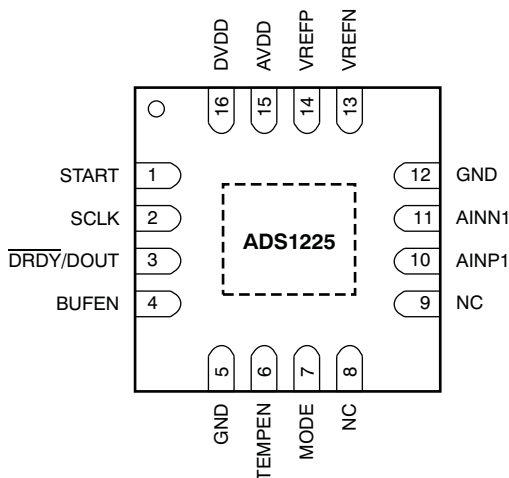 DVDD AVDD VREFP VREFN
16 15 14 13
START 1
SCLK 2
D̅R̅D̅Y̅/DOUT 3
BUFEN 4
ADS1225
12 GND
11 AINN1
10 AINP1
9 NC
5 6 7 8
GND TEMPEN MODE NC